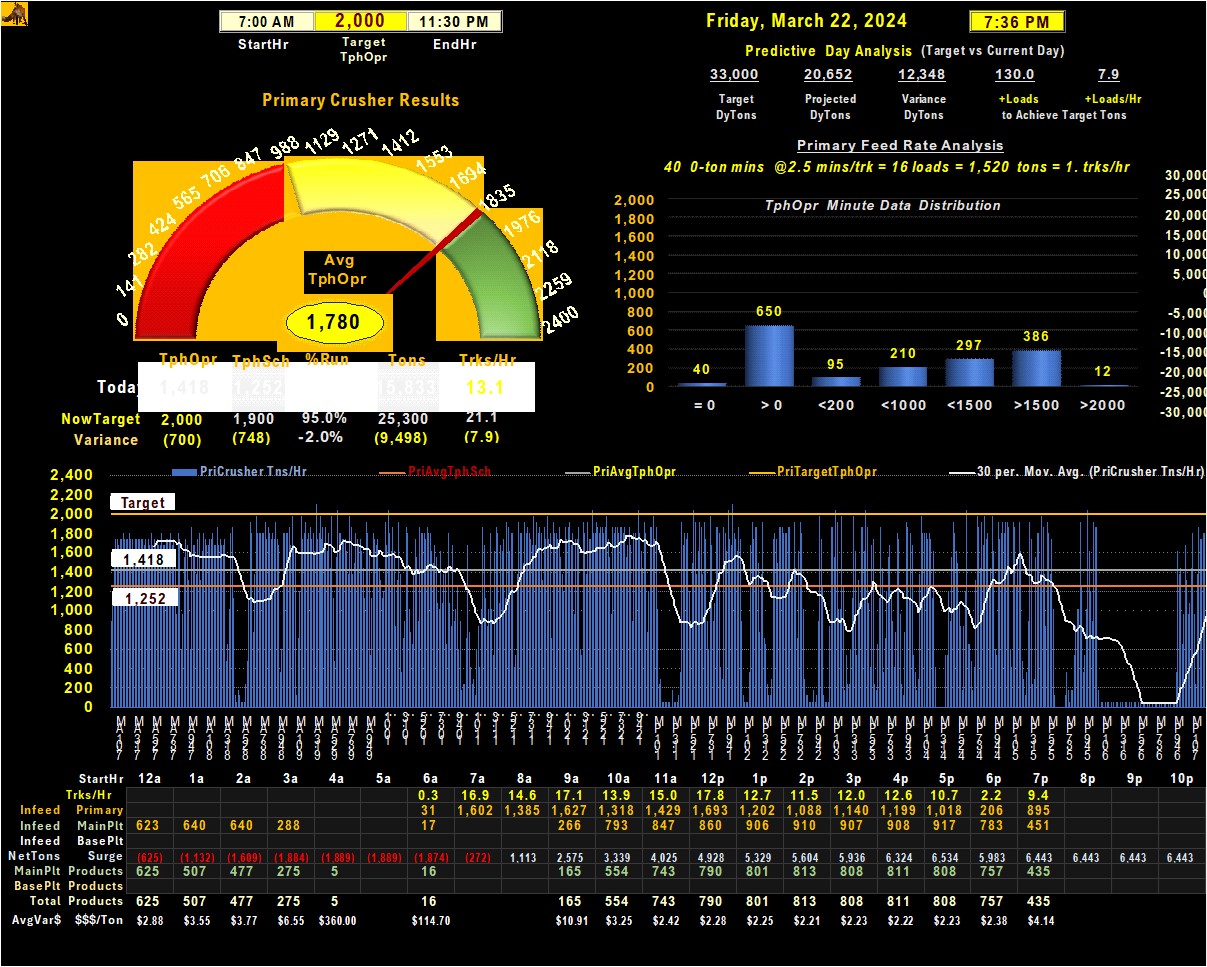 7:00 AM 2,000 11:30 PM
StartHr Target TphOpr EndHr
Friday, March 22, 2024 7:36 PM
Predictive Day Analysis (Target vs Current Day)
33,000 20,652 12,348 130.0 7.9
Target Projected Variance +Loads +Loads/Hr
DyTons DyTons DyTons to Achieve Target Tons
Primary Crusher Results
0 141 282 424 565 706 847 988 1129 1271 1412 1553 1694 1835 1976 2118 2259 2400
Avg
TphOpr
1,780
TphOpr TphSch %Run Tons Trks/Hr
Today 1,418 1,252 15,833 13.1
NowTarget 2,000 1,900 95.0% 25,300 21.1
Variance (700) (748) -2.0% (9,498) (7.9)
Primary Feed Rate Analysis
40 0-ton mins @2.5 mins/trk = 16 loads = 1,520 tons = 1. trks/hr
TphOpr Minute Data Distribution
2,000
1,800
1,600
1,400
1,200
1,000
800
600
400
200
0
40 650 95 210 297 386 12
= 0 > 0 <200 <1000 <1500 >1500 >2000
30,000
25,000
20,000
15,000
10,000
5,000
0
-5,000
-10,000
-15,000
-20,000
-25,000
-30,000
PriCrusher Tns/Hr PriAvgTphSch PriAvgTphOpr PriTargetTphOpr 30 per. Mov. Avg. (PriCrusher Tns/Hr)
2,400
2,200
2,000
1,800
1,600
1,400
1,200
1,000
800
600
400
200
0
Target
1,418
1,252
StartHr 12a 1a 2a 3a 4a 5a 6a 7a 8a 9a 10a 11a 12p 1p 2p 3p 4p 5p 6p 7p 8p 9p 10p
Trks/Hr 0.3 16.9 14.6 17.1 13.9 15.0 17.8 12.7 11.5 12.0 12.6 10.7 2.2 9.4
Infeed Primary 31 1,602 1,385 1,627 1,318 1,429 1,693 1,202 1,088 1,140 1,199 1,018 206 895
Infeed MainPlt 623 640 640 288 17 266 793 847 860 906 910 907 908 917 783 451
Infeed BasePlt
NetTons Surge (625) (1,132) (1,609) (1,884) (1,889) (1,889) (1,874) (272) 1,113 2,575 3,339 4,025 4,928 5,329 5,604 5,936 6,324 6,534 5,983 6,443 6,443 6,443 6,443
MainPlt Products 625 507 477 275 5 16 165 554 743 790 801 813 808 811 808 757 435
BasePlt Products
Total Products 625 507 477 275 5 16 165 554 743 790 801 813 808 811 808 757 435
AvgVar$ $$$/Ton $2.88 $3.55 $3.77 $6.55 $360.00 $114.70 $10.91 $3.25 $2.42 $2.28 $2.25 $2.21 $2.23 $2.22 $2.23 $2.38 $4.14